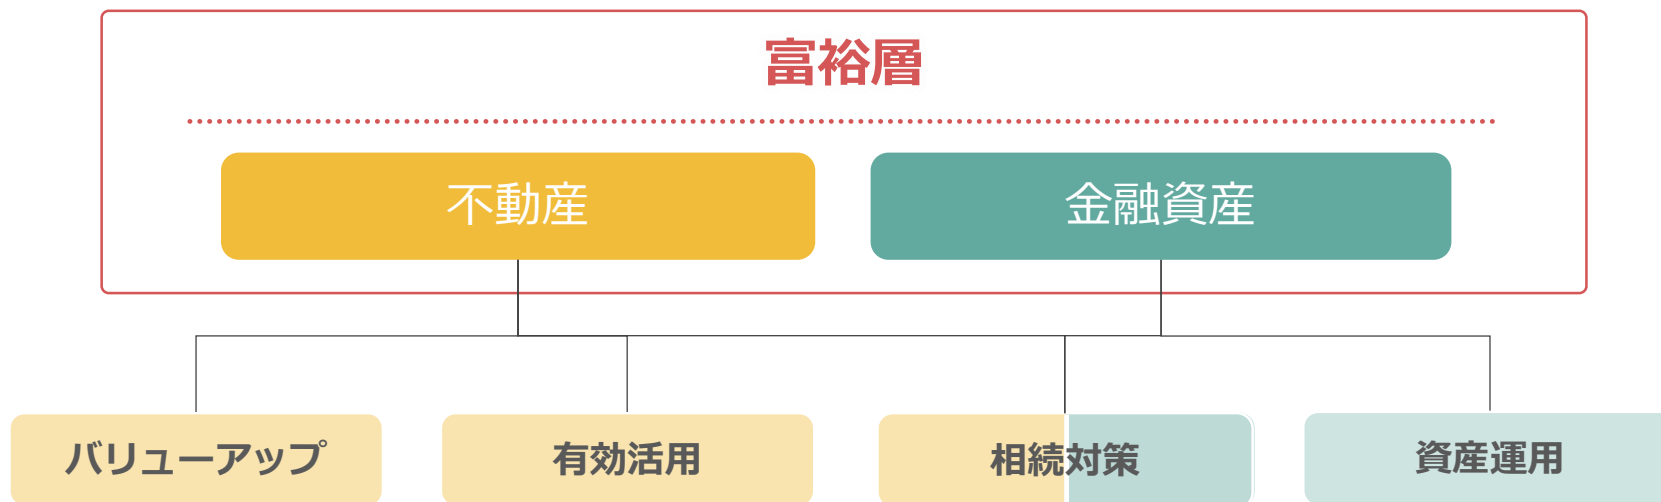 富裕層
不動産
金融資産
バリューアップ
有効活用
相続対策
資産運用